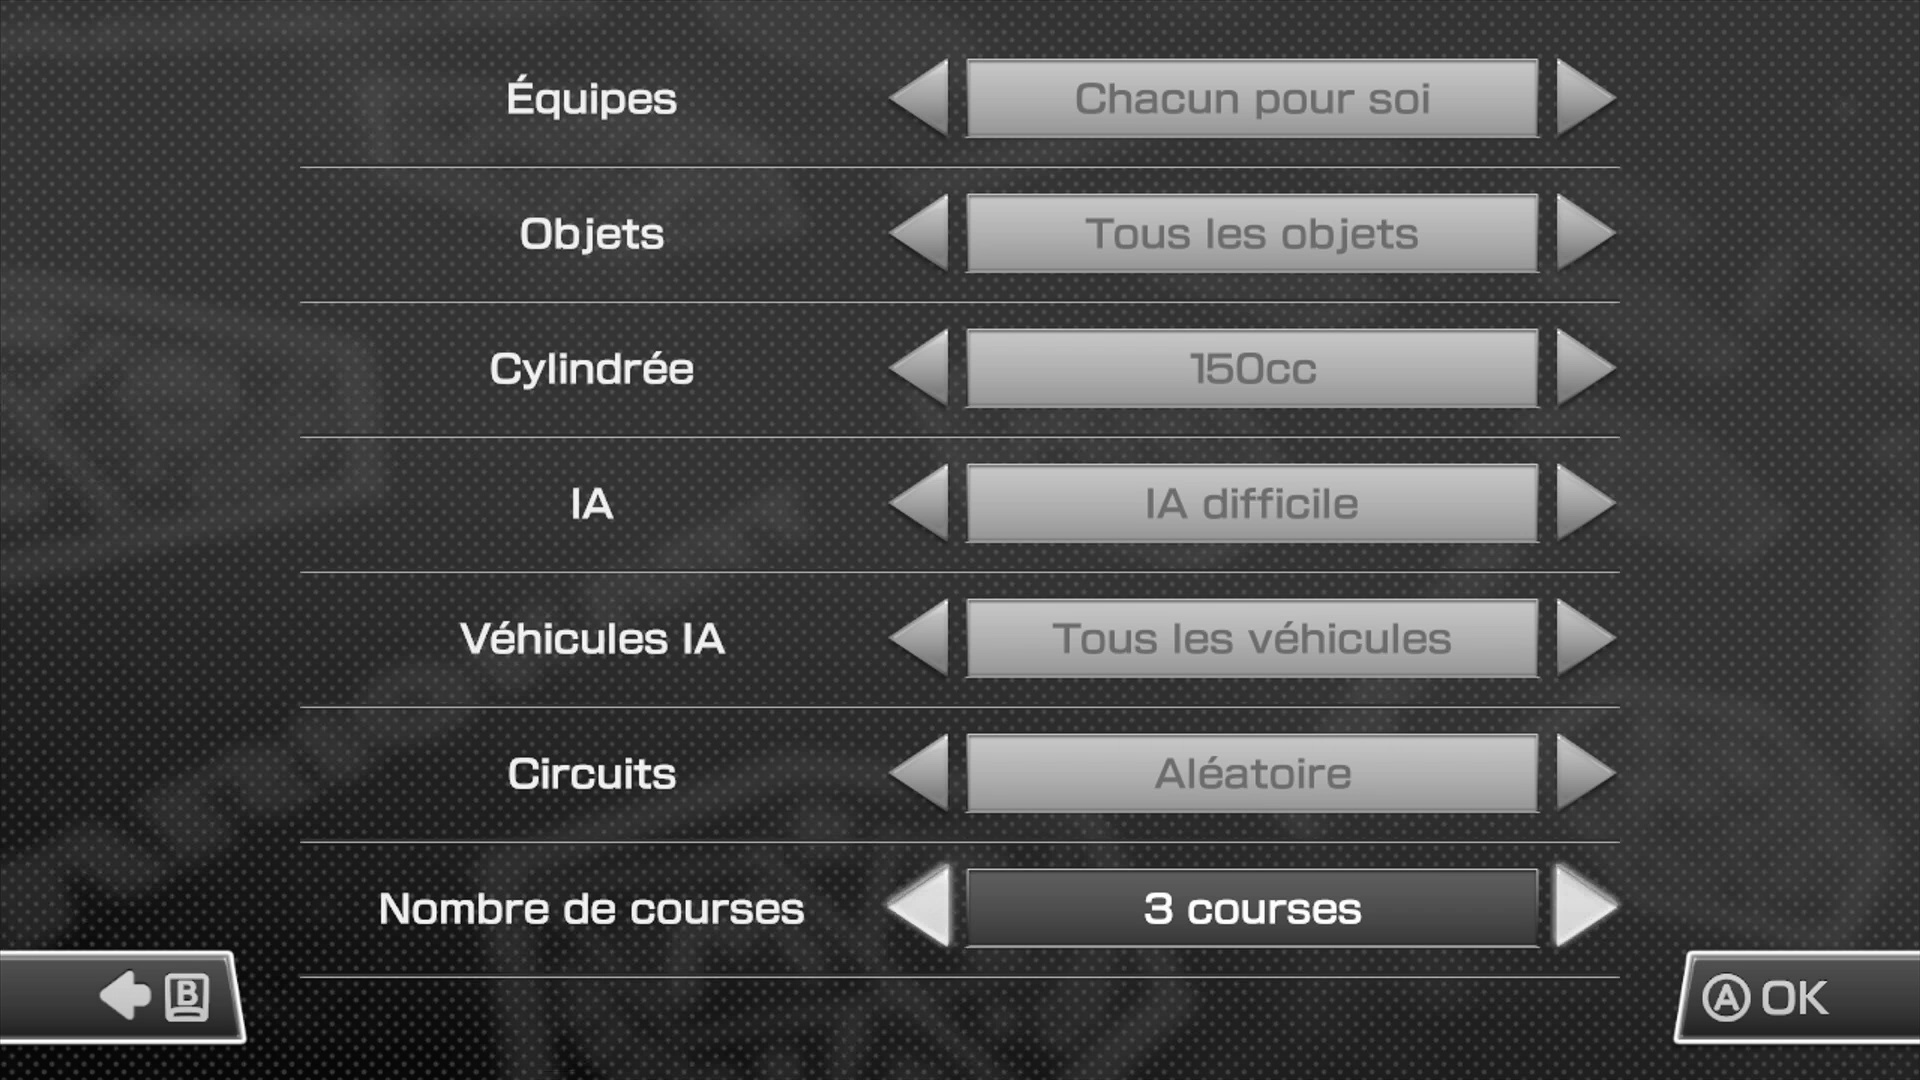 Équipes
Chacun pour soi
Objets
Tous les objets
Cylindrée
150cc
IA
IA difficile
Véhicules IA
Tous les véhicules
Circuits
Aléatoire
Nombre de courses
3 courses
B
A OK